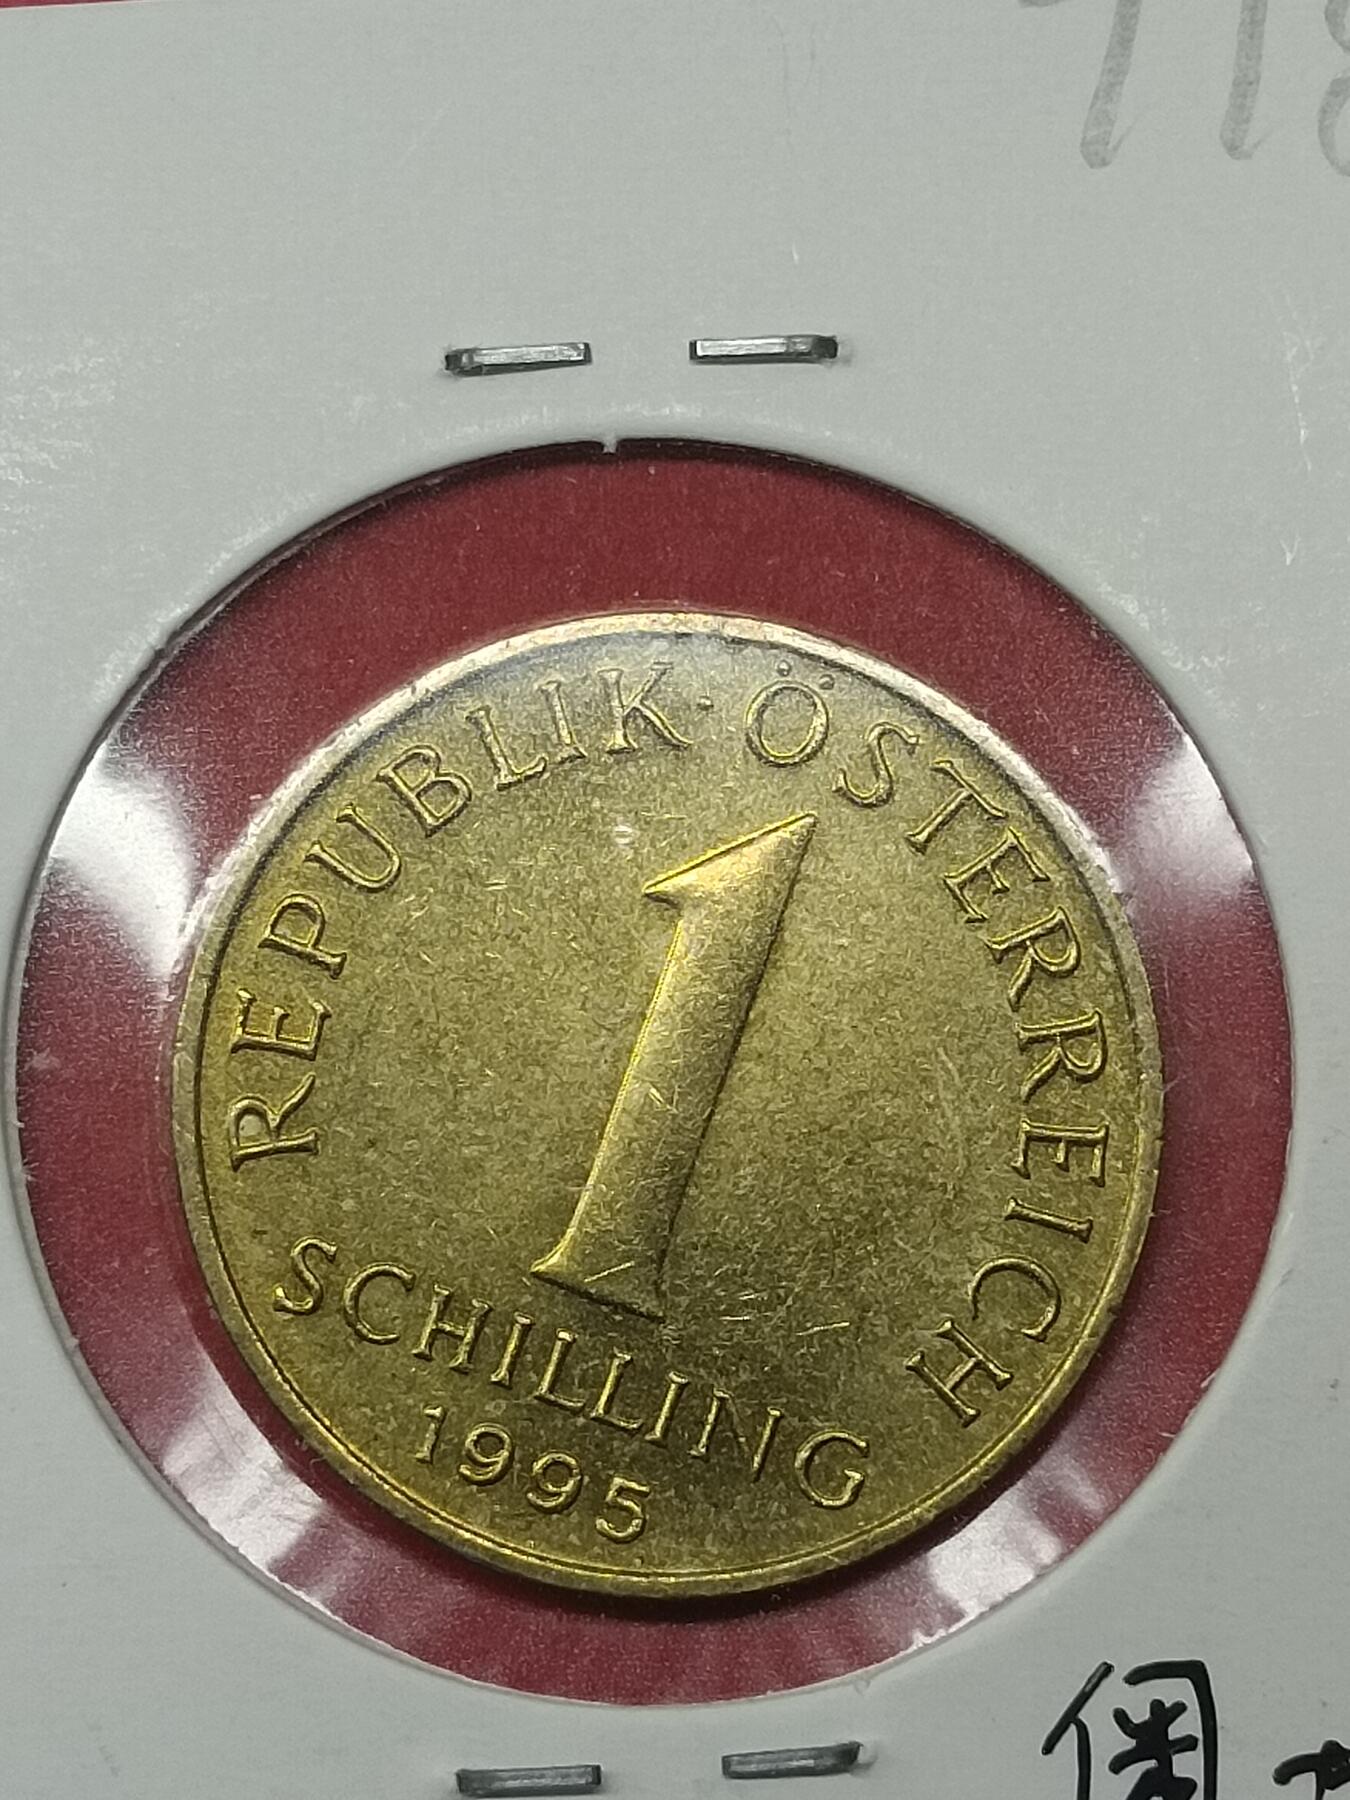 REPUBLIK · ÖSTERREICH
1
SCHILLING
1995